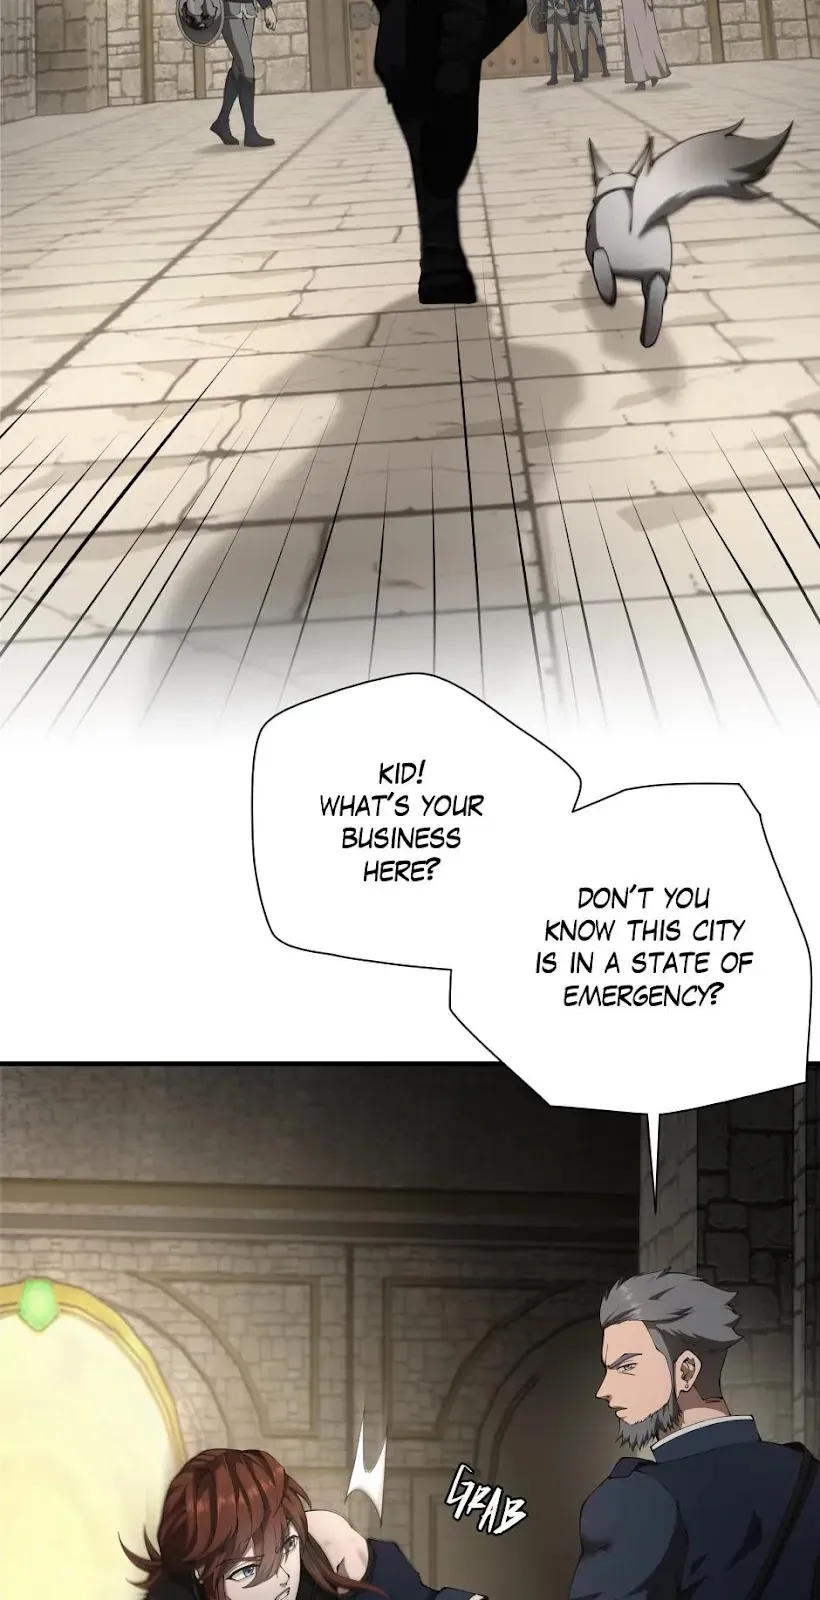 KID!
WHAT'S YOUR
BUSINESS
HERE?
DON'T YOU
KNOW THIS CITY
IS IN A STATE OF
EMERGENCY?
GRAB